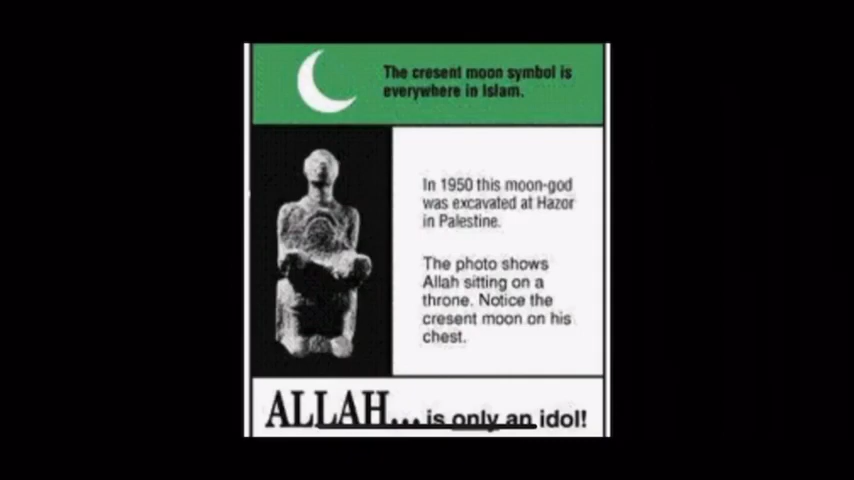 The cresent moon symbol is
everywhere in Islam.
In 1950 this moon-god
was excavated at Hazor
in Palestine.
The photo shows
Allah sitting on a
throne. Notice the
cresent moon on his
chest.
ALLAH... is only an idol!